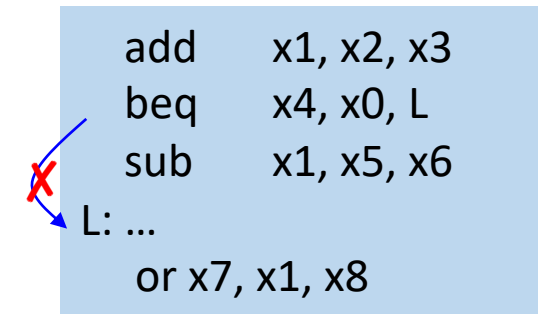 add x1, x2, x3
beq x4, x0, L
sub x1, x5, x6
L: …
or x7, x1, x8